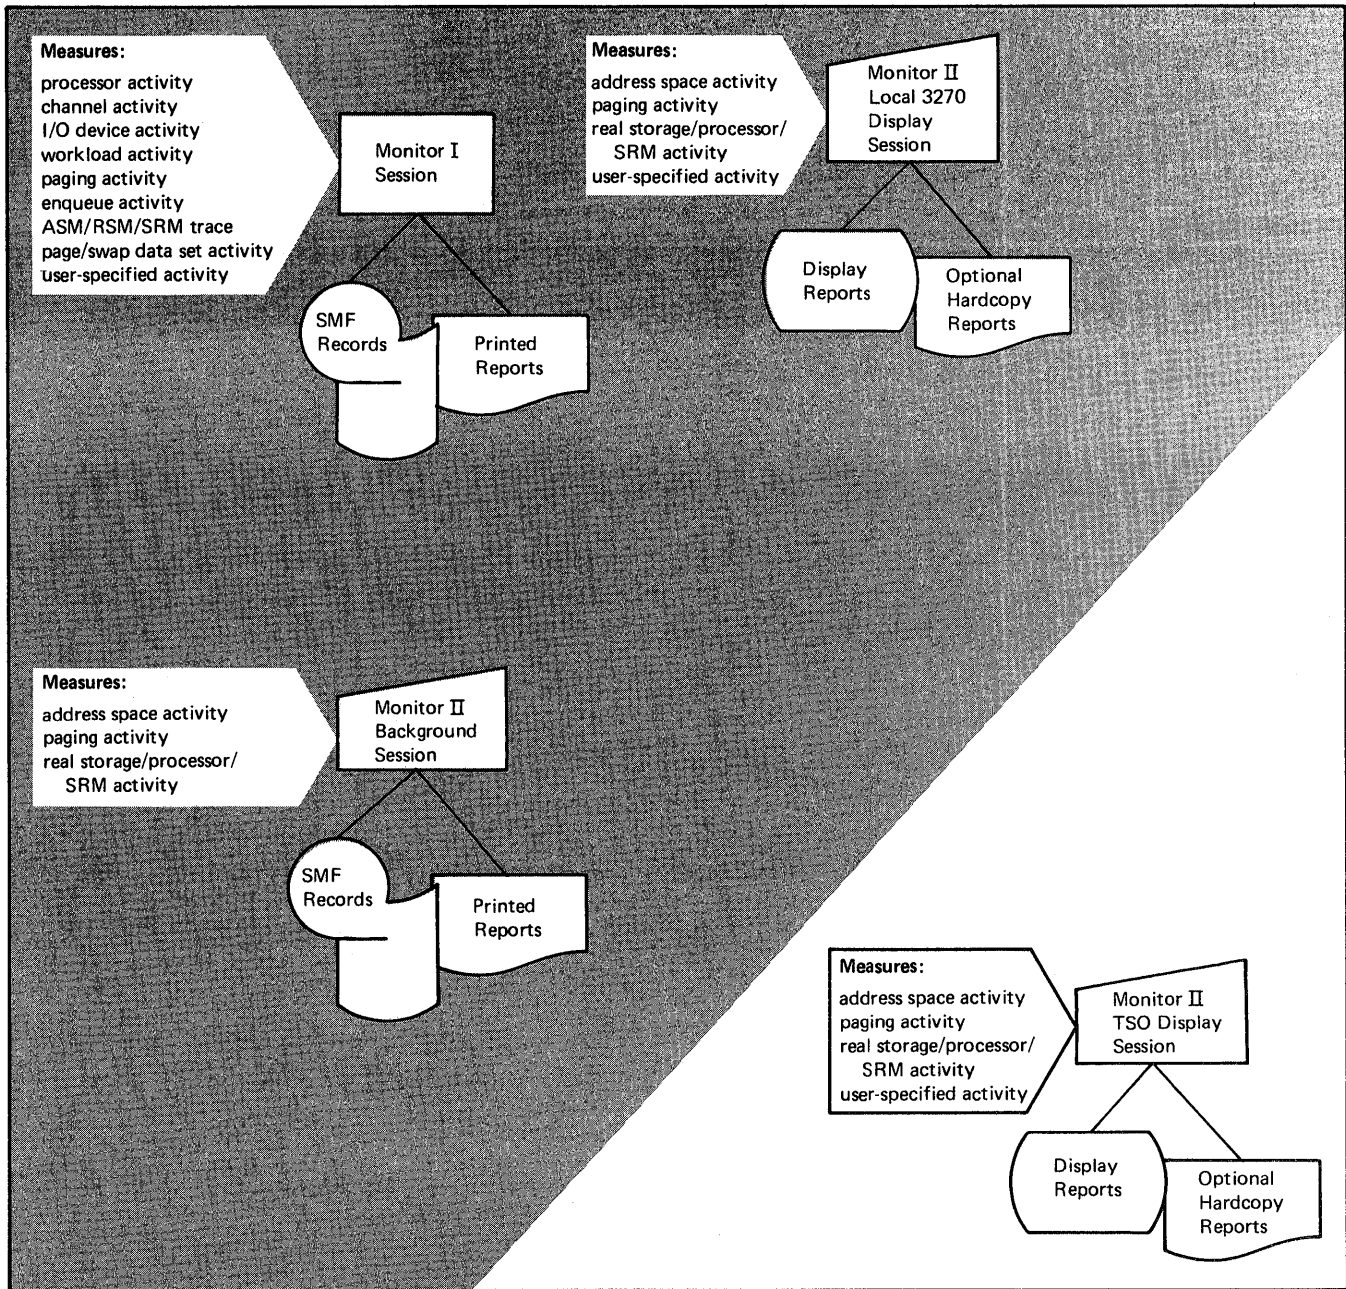 Measures:
processor activity
channel activity
I/O device activity
workload activity
paging activity
enqueue activity
ASM/RSM/SRM trace
page/swap data set activity
user-specified activity
Monitor I
Session
SMF
Records
Printed
Reports
Measures:
address space activity
paging activity
real storage/processor/
SRM activity
user-specified activity
Monitor II
Local 3270
Display
Session
Display
Reports
Optional
Hardcopy
Reports
Measures:
address space activity
paging activity
real storage/processor/
SRM activity
Monitor II
Background
Session
SMF
Records
Printed
Reports
Measures:
address space activity
paging activity
real storage/processor/
SRM activity
user-specified activity
Monitor II
TSO Display
Session
Display
Reports
Optional
Hardcopy
Reports